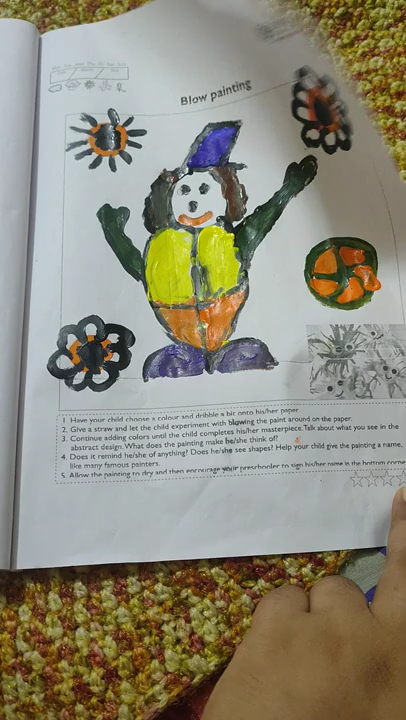 Blow painting
1 Have your child choose a colour and dribble a bit onto his/her paper
2. Give a straw and let the child experiment with blowing the paint around on the paper.
3. Continue adding colors until the child completes his/her masterpiece. Talk about what you see in the
abstract design. What does the painting make he/she think of?
4. Does it remind he/she of anything? Does he/she see shapes? Help your child give the painting a name,
like many famous painters.
5. Allow the painting to dry and then encourage your preschooler to sign his/her name in the bottom corne